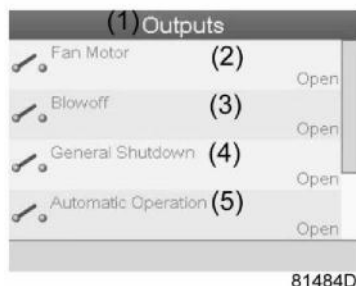 (1) Outputs
Fan Motor (2)
Open
Blowoff (3)
Open
General Shutdown (4)
Open
Automatic Operation (5)
Open
81484D